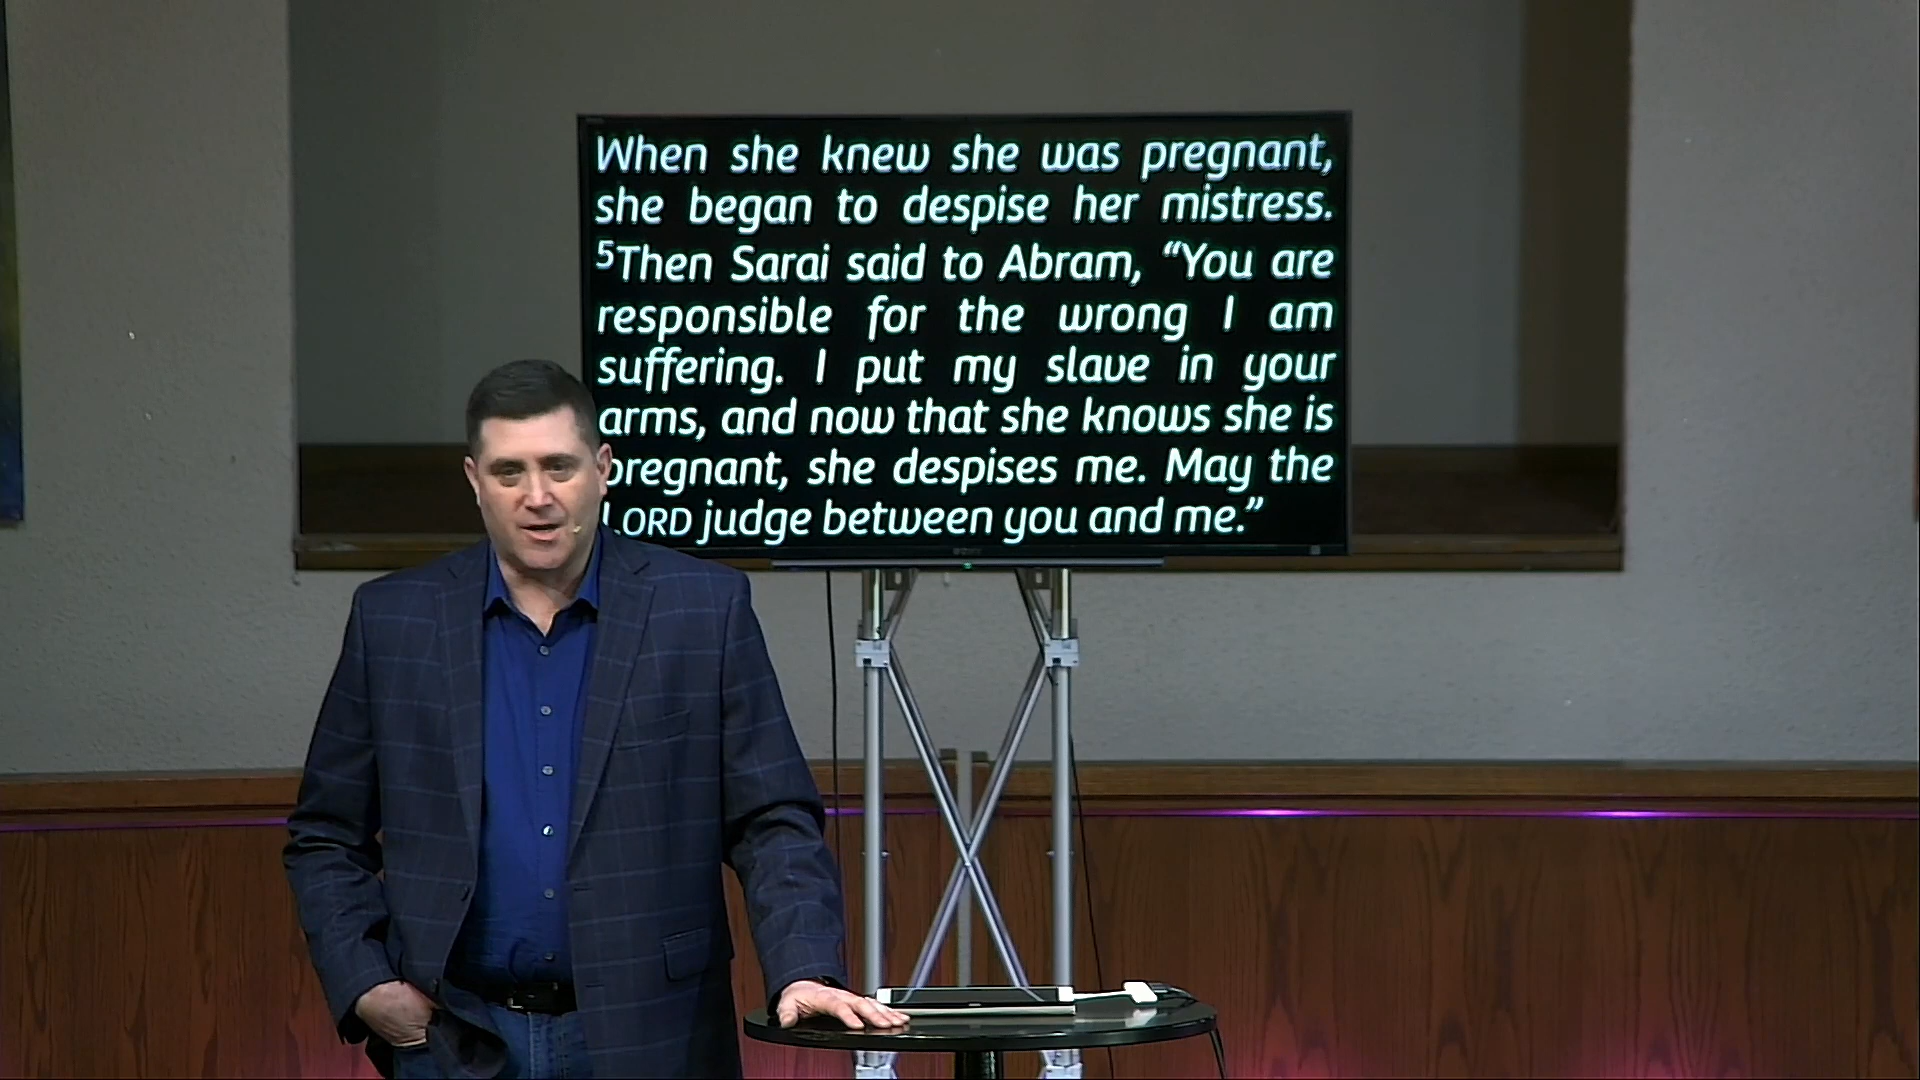 When she knew she was pregnant,
she began to despise her mistress.
⁵Then Sarai said to Abram, “You are
responsible for the wrong I am
suffering. I put my slave in your
arms, and now that she knows she is
pregnant, she despises me. May the
LORD judge between you and me.”
SONY